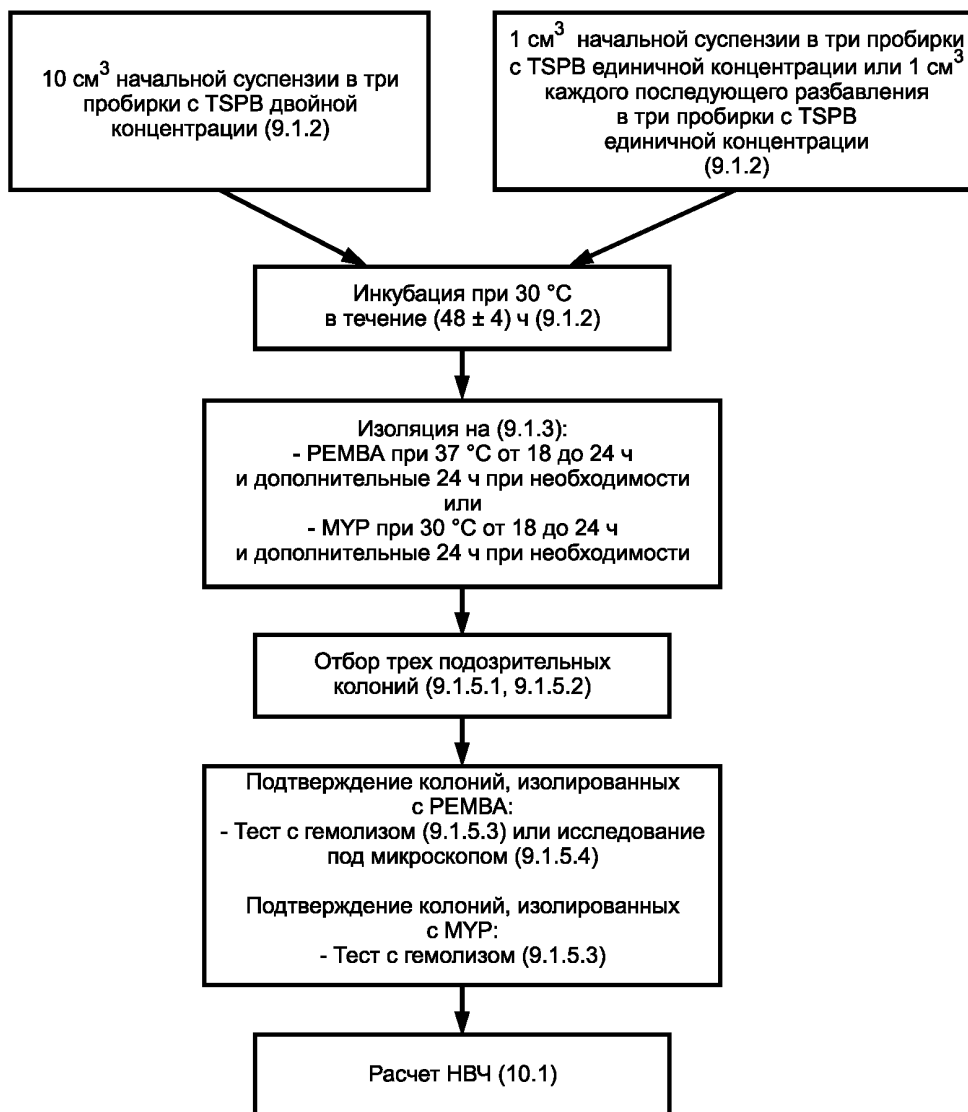 10 см³ начальной суспензии в три
пробирки с TSPB двойной
концентрации (9.1.2)
1 см³ начальной суспензии в три пробирки
с TSPB единичной концентрации или 1 см³
каждого последующего разбавления
в три пробирки с TSPB
единичной концентрации
(9.1.2)
Инкубация при 30 °C
в течение (48 ± 4) ч (9.1.2)
Изоляция на (9.1.3):
- PEMBA при 37 °C от 18 до 24 ч
и дополнительные 24 ч при необходимости
или
- MYP при 30 °C от 18 до 24 ч
и дополнительные 24 ч при необходимости
Отбор трех подозрительных
колоний (9.1.5.1, 9.1.5.2)
Подтверждение колоний, изолированных
с PEMBA:
- Тест с гемолизом (9.1.5.3) или исследование
под микроскопом (9.1.5.4)
Подтверждение колоний, изолированных
с MYP:
- Тест с гемолизом (9.1.5.3)
Расчет НВЧ (10.1)